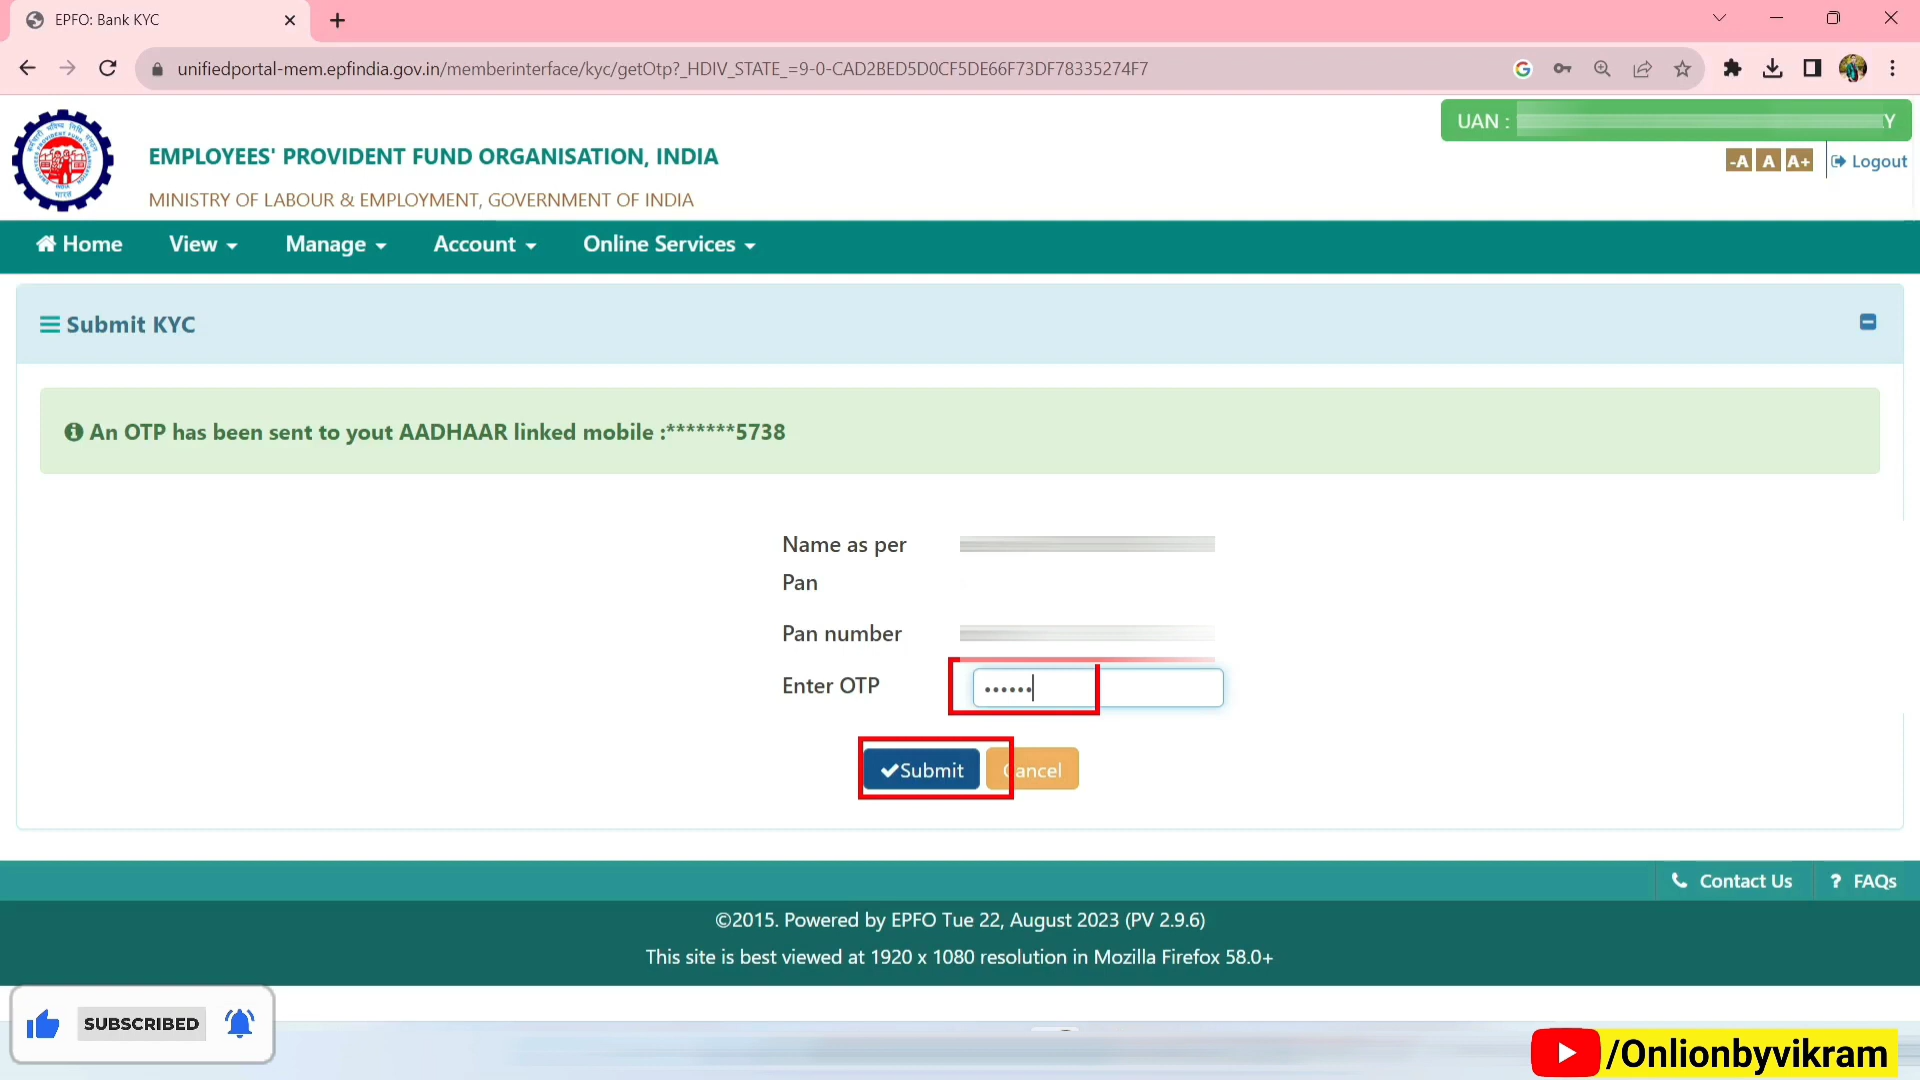 EPFO: Bank KYC
unifiedportal-mem.epfindia.gov.in/memberinterface/kyc/getOtp?_HDIV_STATE_=9-0-CAD2BED5D0CF5DE66F73DF78335274F7
UAN : Y
EMPLOYEES' PROVIDENT FUND ORGANISATION, INDIA
-A A A+ Logout
MINISTRY OF LABOUR & EMPLOYMENT, GOVERNMENT OF INDIA
Home View Manage Account Online Services
Submit KYC
An OTP has been sent to yout AADHAAR linked mobile :*******5738
Name as per
Pan
Pan number
Enter OTP ••••••
Submit Cancel
Contact Us ? FAQs
©2015. Powered by EPFO Tue 22, August 2023 (PV 2.9.6)
This site is best viewed at 1920 x 1080 resolution in Mozilla Firefox 58.0+
SUBSCRIBED
/Onlionbyvikram